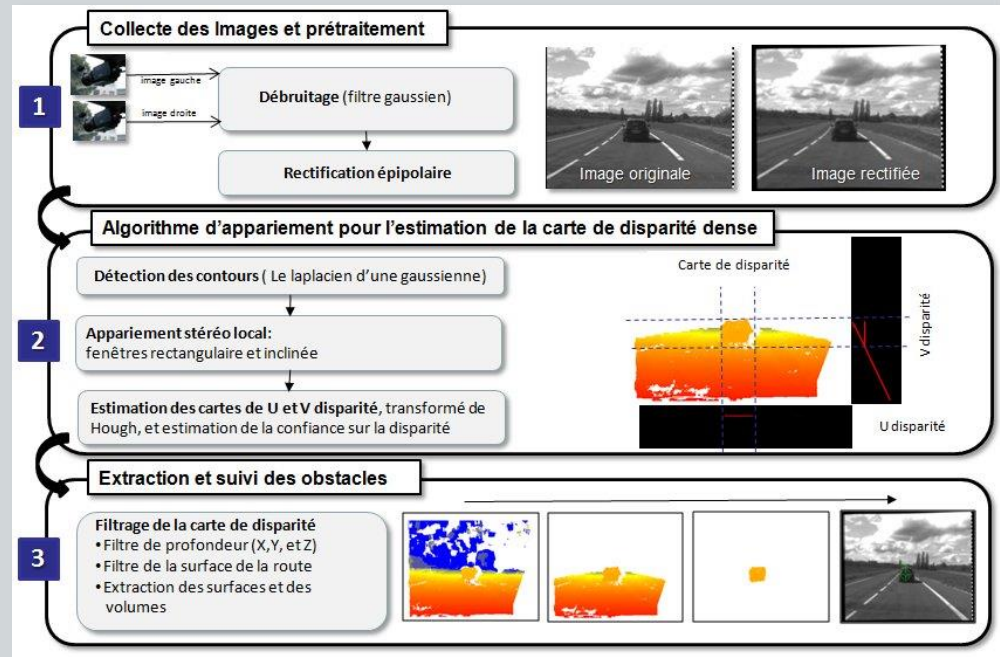 Collecte des Images et prétraitement
1
image gauche
image droite
Débruitage (filtre gaussien)
Rectification épipolaire
Image originale
Image rectifiée
Algorithme d'appariement pour l'estimation de la carte de disparité dense
2
Détection des contours ( Le laplacien d'une gaussienne)
Appariement stéréo local:
fenêtres rectangulaire et inclinée
Estimation des cartes de U et V disparité, transformé de
Hough, et estimation de la confiance sur la disparité
Carte de disparité
V disparité
U disparité
Extraction et suivi des obstacles
3
Filtrage de la carte de disparité
• Filtre de profondeur (X,Y, et Z)
• Filtre de la surface de la route
• Extraction des surfaces et des
volumes